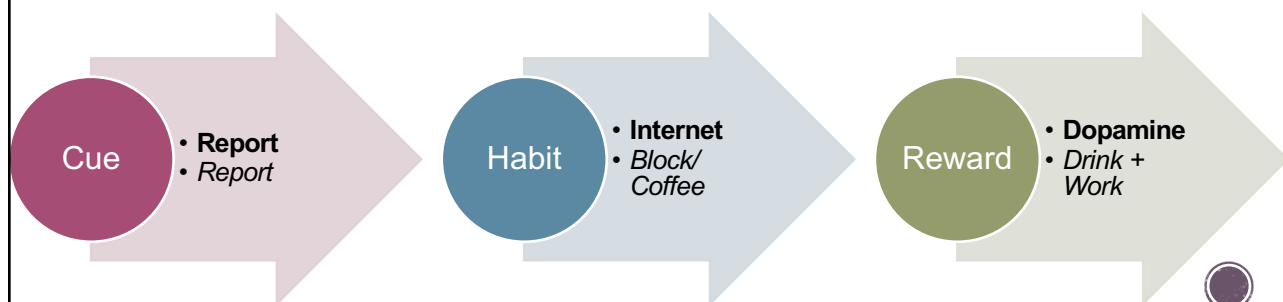 Cue
• Report
• Report
Habit
• Internet
• Block/
Coffee
Reward
• Dopamine
• Drink +
Work